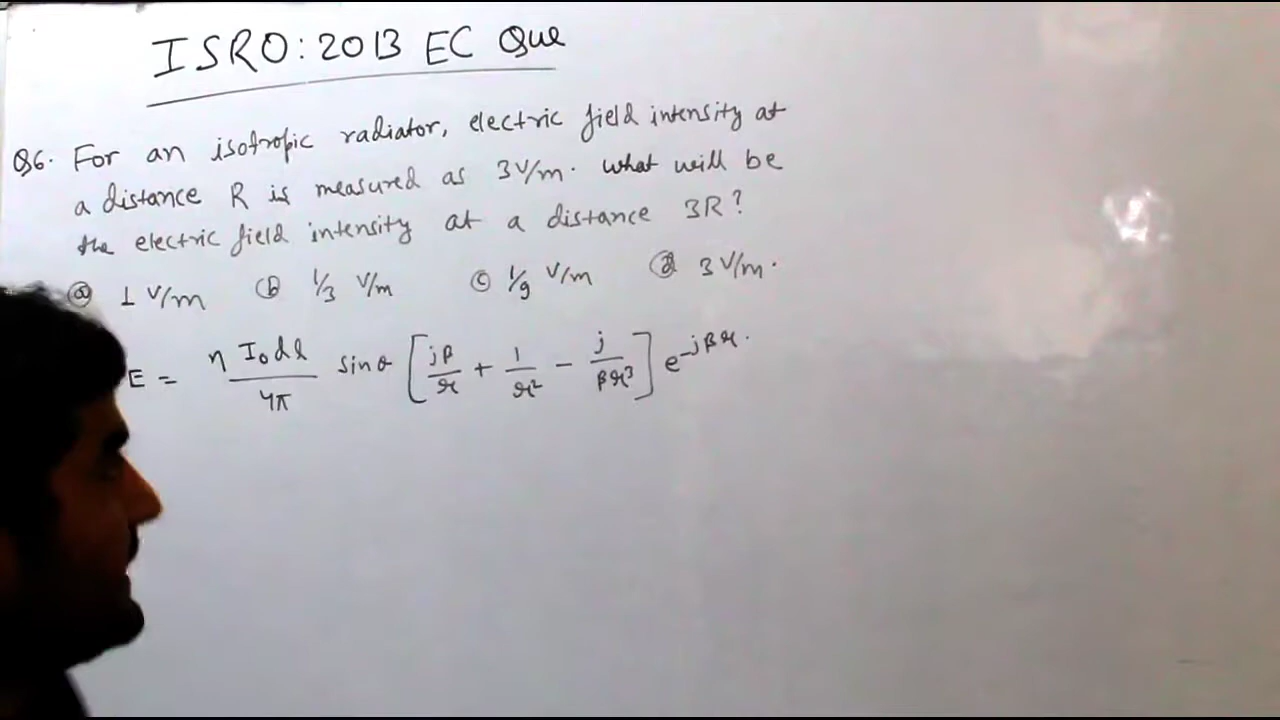 ISRO: 2013 EC Que
Q6. For an isotropic radiator, electric field intensity at
a distance R is measured as 3V/m. what will be
the electric field intensity at a distance 3R?
ⓐ 1 V/m ⓑ 1/3 V/m ⓒ 1/9 V/m ⓓ 3 V/m.
E = η I₀dl / 4π sinθ [jβ/r + 1/r² − j/βr³] e^-jβr.